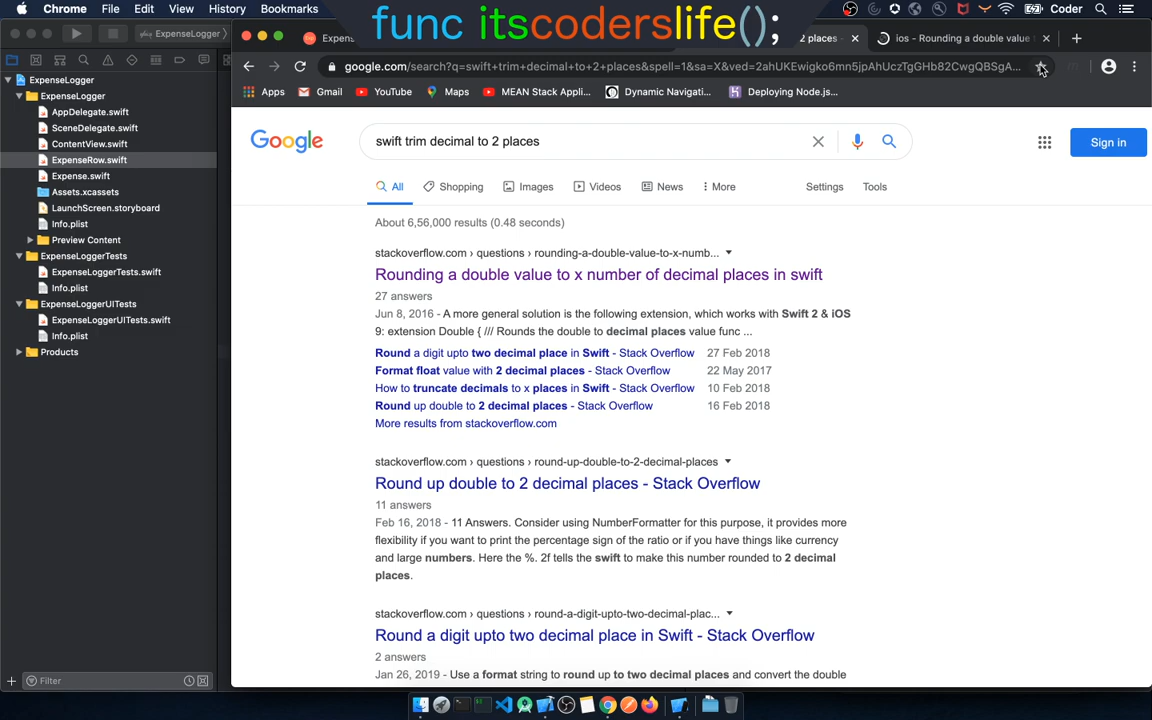 Chrome File Edit View History Bookmarks
func itscoderslife();
Coder
ExpenseLogger
Expens
2 places
ios - Rounding a double value
google.com/search?q=swift+trim+decimal+to+2+places&spell=1&sa=X&ved=2ahUKEwigko6mn5jpAhUczTgGHb82CwgQBSgA...
Apps Gmail YouTube Maps MEAN Stack Appli... Dynamic Navigati... Deploying Node.js...
ExpenseLogger
ExpenseLogger
AppDelegate.swift
SceneDelegate.swift
ContentView.swift
ExpenseRow.swift
Expense.swift
Assets.xcassets
LaunchScreen.storyboard
Info.plist
Preview Content
ExpenseLoggerTests
ExpenseLoggerTests.swift
Info.plist
ExpenseLoggerUITests
ExpenseLoggerUITests.swift
Info.plist
Products
Filter
Google
swift trim decimal to 2 places
Sign in
All Shopping Images Videos News More Settings Tools
About 6,56,000 results (0.48 seconds)
stackoverflow.com › questions › rounding-a-double-value-to-x-numb...
Rounding a double value to x number of decimal places in swift
27 answers
Jun 8, 2016 - A more general solution is the following extension, which works with Swift 2 & iOS
9: extension Double { /// Rounds the double to decimal places value func ...
Round a digit upto two decimal place in Swift - Stack Overflow 27 Feb 2018
Format float value with 2 decimal places - Stack Overflow 22 May 2017
How to truncate decimals to x places in Swift - Stack Overflow 10 Feb 2018
Round up double to 2 decimal places - Stack Overflow 16 Feb 2018
More results from stackoverflow.com
stackoverflow.com › questions › round-up-double-to-2-decimal-places
Round up double to 2 decimal places - Stack Overflow
11 answers
Feb 16, 2018 - 11 Answers. Consider using NumberFormatter for this purpose, it provides more
flexibility if you want to print the percentage sign of the ratio or if you have things like currency
and large numbers. Here the %. 2f tells the swift to make this number rounded to 2 decimal
places.
stackoverflow.com › questions › round-a-digit-upto-two-decimal-plac...
Round a digit upto two decimal place in Swift - Stack Overflow
2 answers
Jan 26, 2019 - Use a format string to round up to two decimal places and convert the double